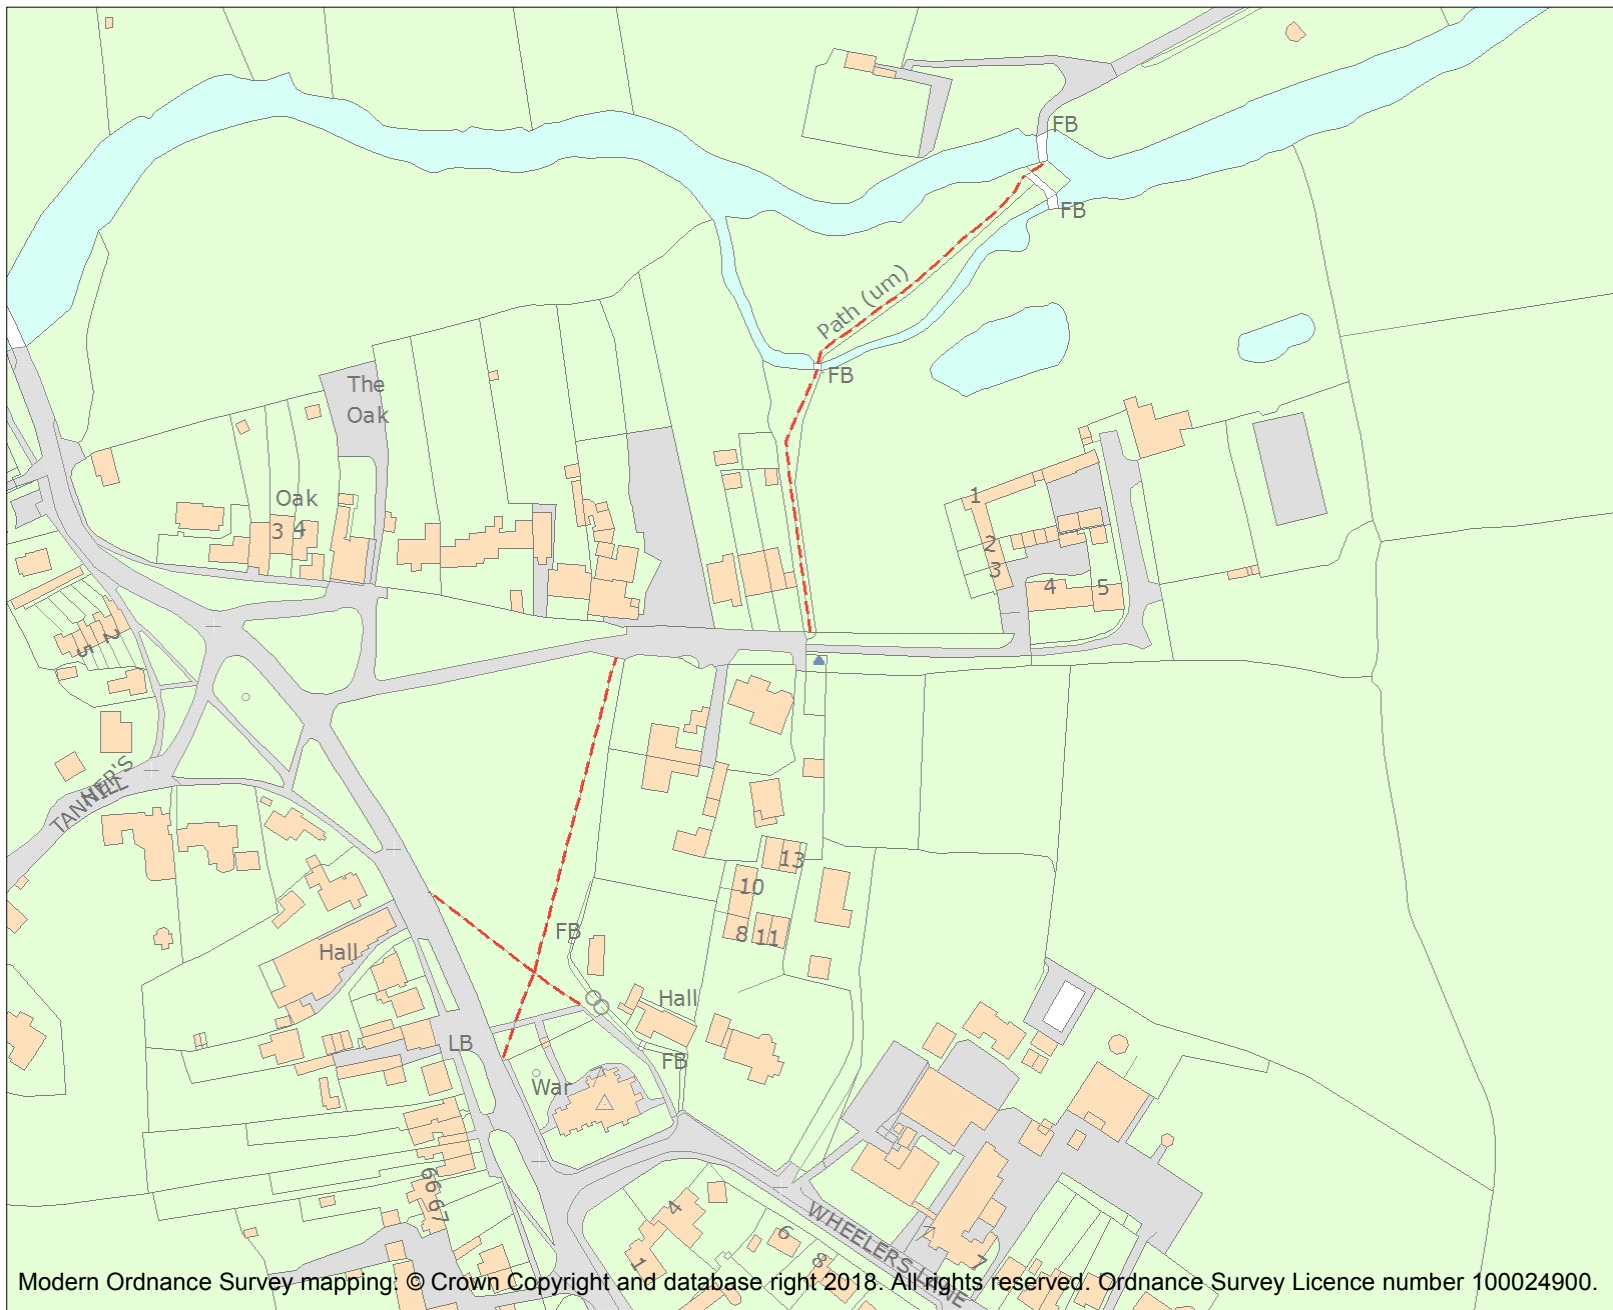 FB
FB
Path (um)
FB
The
Oak
Oak
3 4
1
2
3
4
5
2
5
TANNER'S
HILL
13
10
8 11
FB
Hall
Hall
LB
FB
War
66 67
4
1
6
8
7
7
WHEELERS LANE
Modern Ordnance Survey mapping: © Crown Copyright and database right 2018. All rights reserved. Ordnance Survey Licence number 100024900.